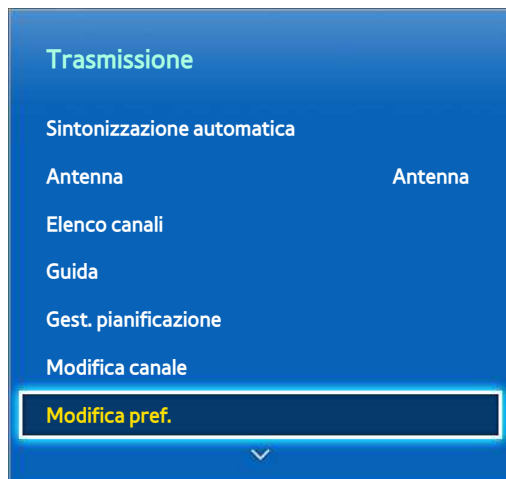 Trasmissione
Sintonizzazione automatica
Antenna Antenna
Elenco canali
Guida
Gest. pianificazione
Modifica canale
Modifica pref.